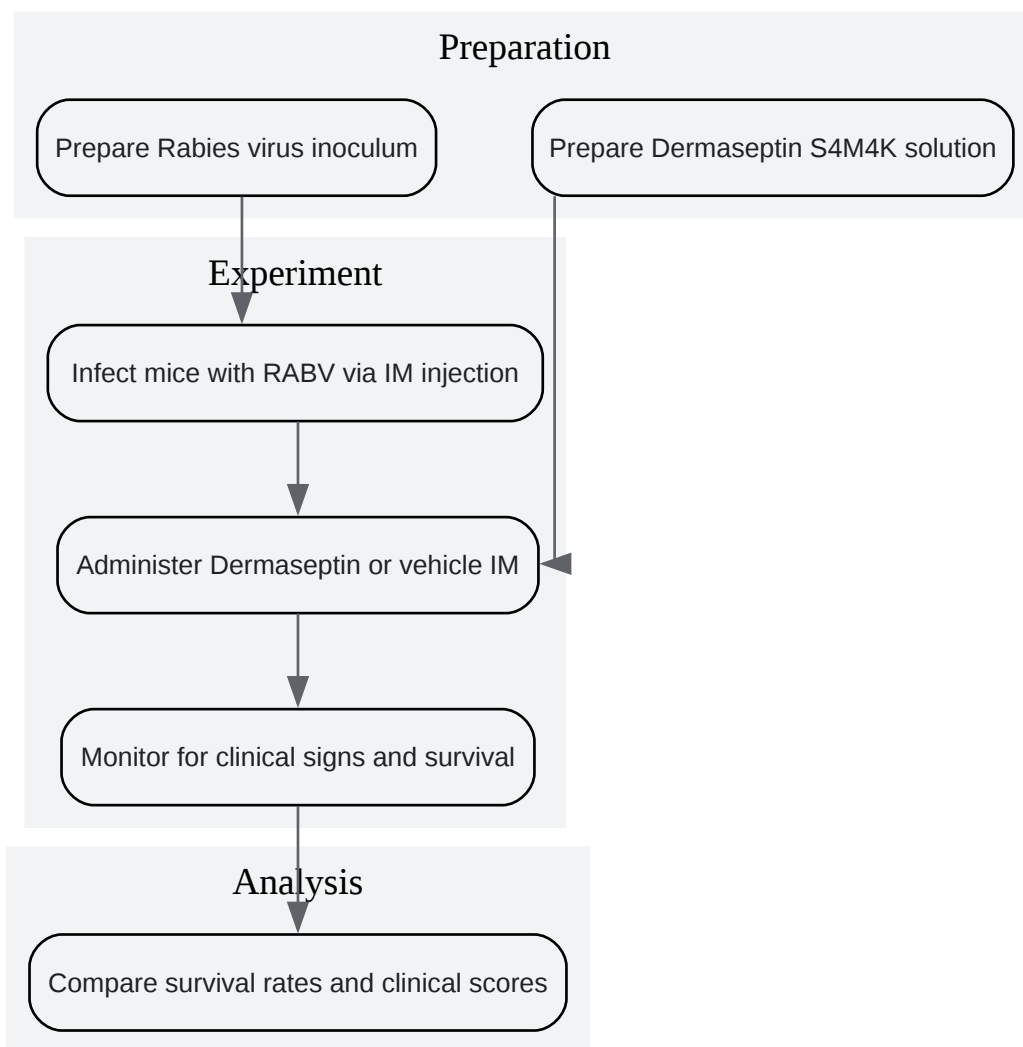 Preparation
Prepare Rabies virus inoculum
Prepare Dermaseptin S4M4K solution
Experiment
Infect mice with RABV via IM injection
Administer Dermaseptin or vehicle IM
Monitor for clinical signs and survival
Analysis
Compare survival rates and clinical scores